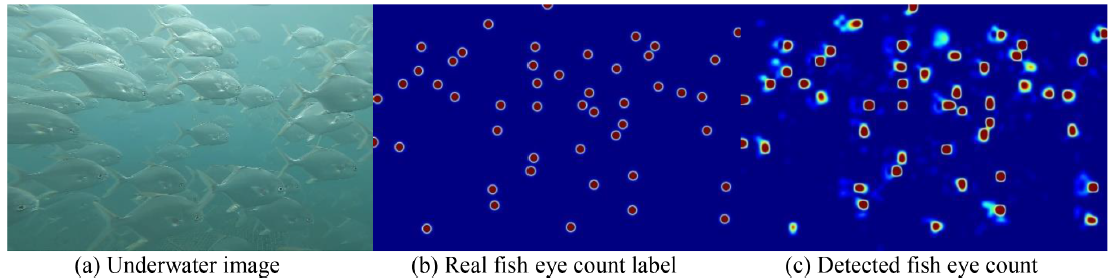 (a) Underwater image
(b) Real fish eye count label
(c) Detected fish eye count